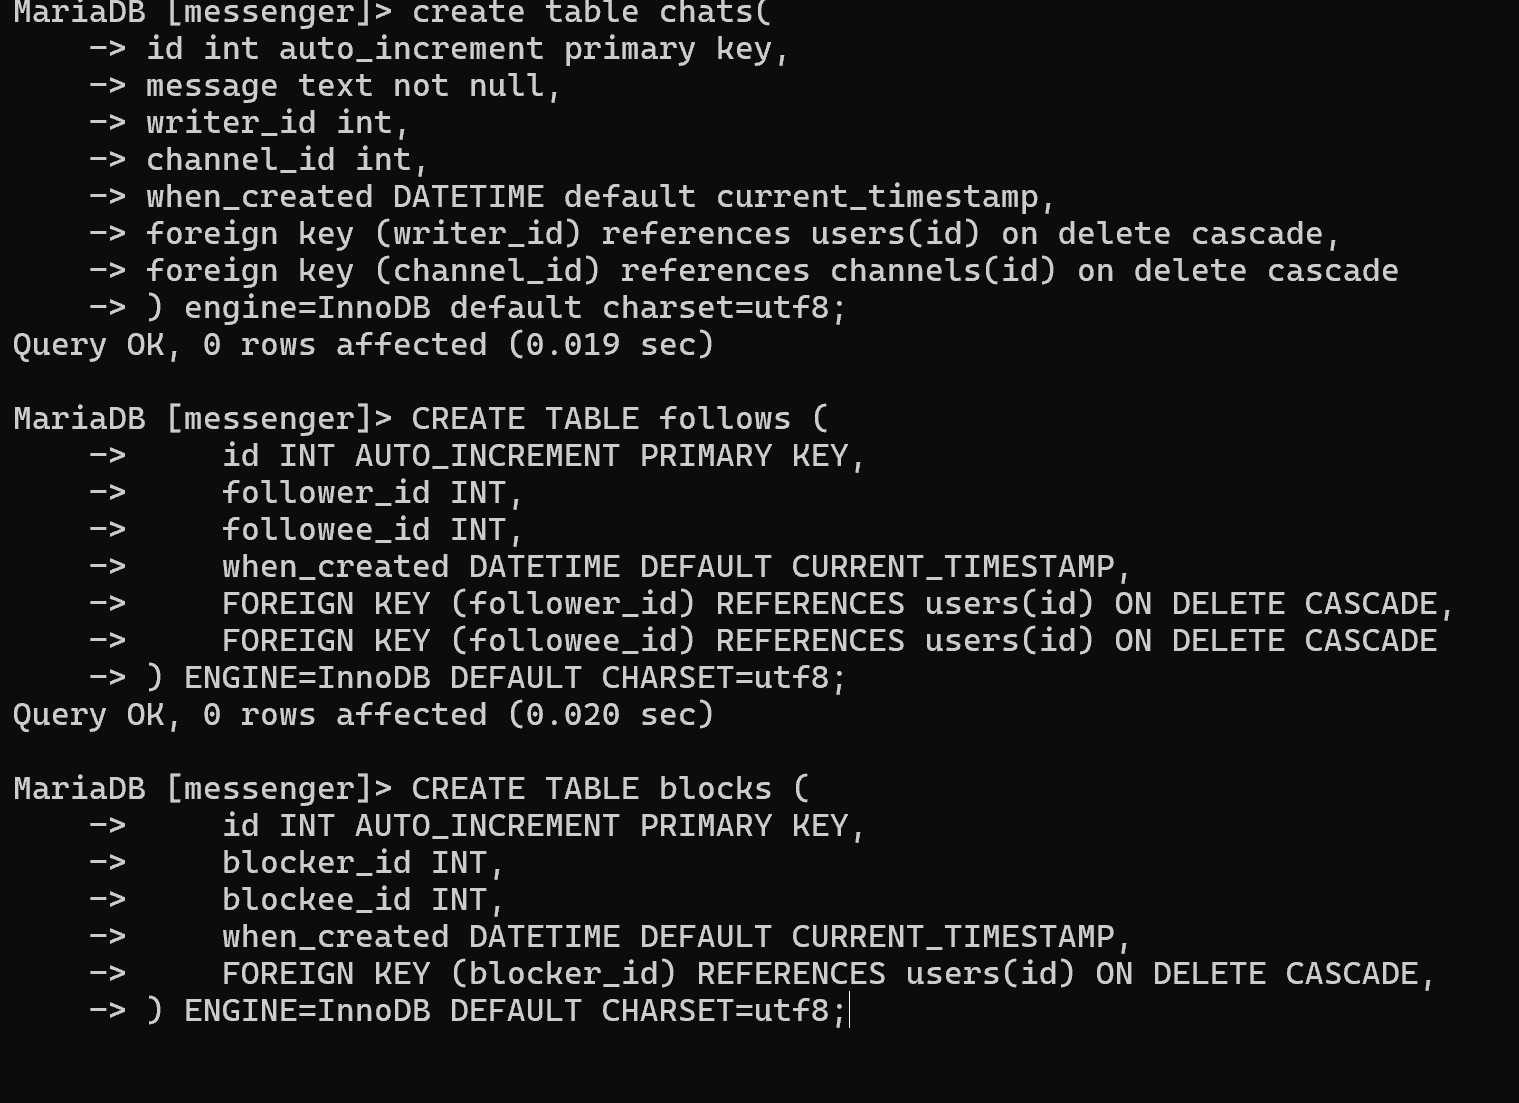 MariaDB [messenger]> create table chats(
    -> id int auto_increment primary key,
    -> message text not null,
    -> writer_id int,
    -> channel_id int,
    -> when_created DATETIME default current_timestamp,
    -> foreign key (writer_id) references users(id) on delete cascade,
    -> foreign key (channel_id) references channels(id) on delete cascade
    -> ) engine=InnoDB default charset=utf8;
Query OK, 0 rows affected (0.019 sec)

MariaDB [messenger]> CREATE TABLE follows (
    ->     id INT AUTO_INCREMENT PRIMARY KEY,
    ->     follower_id INT,
    ->     followee_id INT,
    ->     when_created DATETIME DEFAULT CURRENT_TIMESTAMP,
    ->     FOREIGN KEY (follower_id) REFERENCES users(id) ON DELETE CASCADE,
    ->     FOREIGN KEY (followee_id) REFERENCES users(id) ON DELETE CASCADE
    -> ) ENGINE=InnoDB DEFAULT CHARSET=utf8;
Query OK, 0 rows affected (0.020 sec)

MariaDB [messenger]> CREATE TABLE blocks (
    ->     id INT AUTO_INCREMENT PRIMARY KEY,
    ->     blocker_id INT,
    ->     blockee_id INT,
    ->     when_created DATETIME DEFAULT CURRENT_TIMESTAMP,
    ->     FOREIGN KEY (blocker_id) REFERENCES users(id) ON DELETE CASCADE,
    -> ) ENGINE=InnoDB DEFAULT CHARSET=utf8;